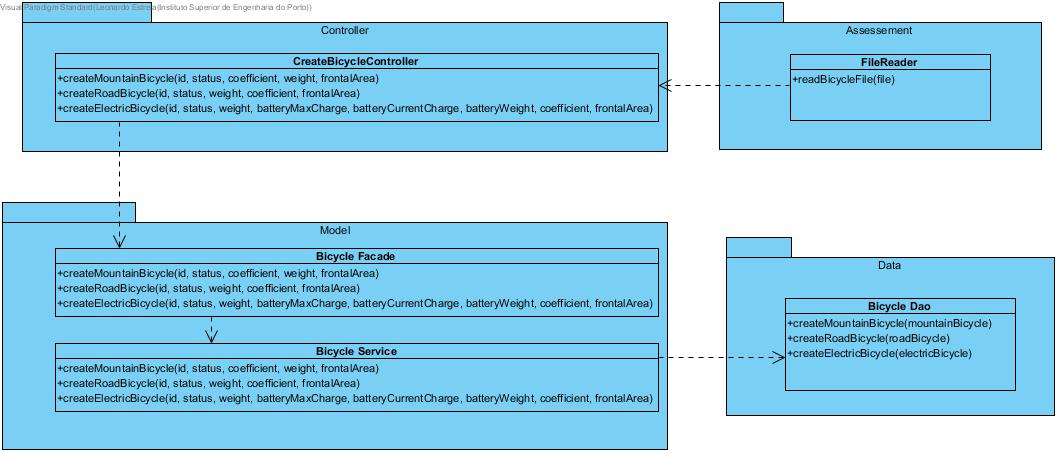 Visual Paradigm Standard(Leonardo Estrela(Instituto Superior de Engenharia do Porto))
Controller
CreateBicycleController
+createMountainBicycle(id, status, coefficient, weight, frontalArea)
+createRoadBicycle(id, status, weight, coefficient, frontalArea)
+createElectricBicycle(id, status, weight, batteryMaxCharge, batteryCurrentCharge, batteryWeight, coefficient, frontalArea)
Assessement
FileReader
+readBicycleFile(file)
Model
Bicycle Facade
+createMountainBicycle(id, status, coefficient, weight, frontalArea)
+createRoadBicycle(id, status, weight, coefficient, frontalArea)
+createElectricBicycle(id, status, weight, batteryMaxCharge, batteryCurrentCharge, batteryWeight, coefficient, frontalArea)
Bicycle Service
+createMountainBicycle(id, status, coefficient, weight, frontalArea)
+createRoadBicycle(id, status, weight, coefficient, frontalArea)
+createElectricBicycle(id, status, weight, batteryMaxCharge, batteryCurrentCharge, batteryWeight, coefficient, frontalArea)
Data
Bicycle Dao
+createMountainBicycle(mountainBicycle)
+createRoadBicycle(roadBicycle)
+createElectricBicycle(electricBicycle)